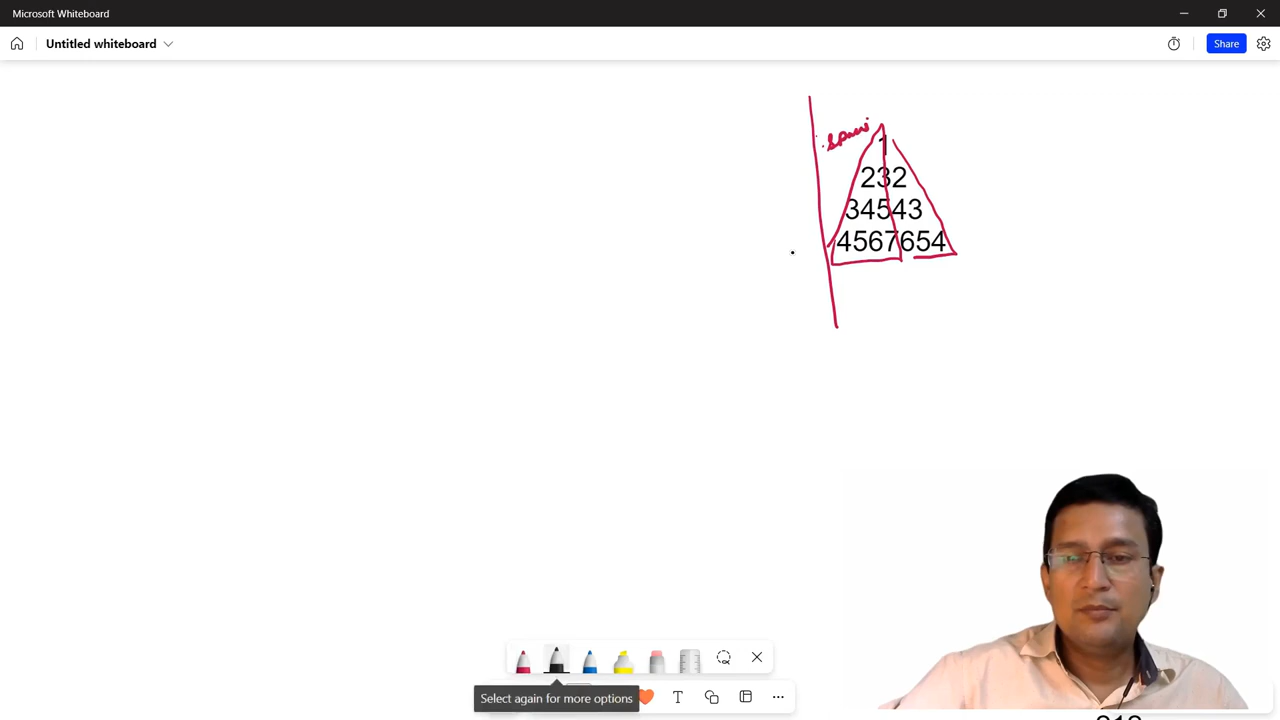 Microsoft Whiteboard
Untitled whiteboard
Share
1
232
34543
4567654
Select again for more options
T